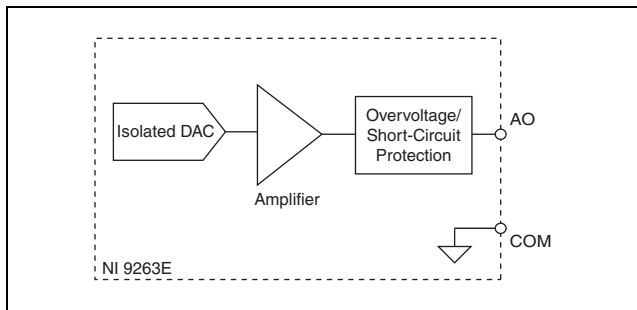 Isolated DAC
Amplifier
Overvoltage/
Short-Circuit
Protection
AO
COM
NI 9263E